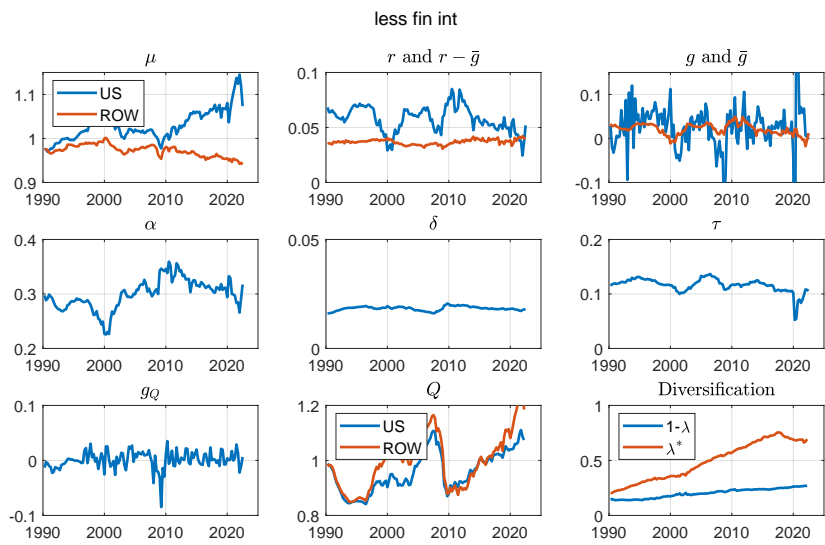 less fin int
μ
r and r − ḡ
g and ḡ
1.1
1
0.9
US
ROW
1990 2000 2010 2020
0.1
0.05
0
1990 2000 2010 2020
0.1
0
-0.1
1990 2000 2010 2020
α
δ
τ
0.4
0.3
0.2
1990 2000 2010 2020
0.05
0
1990 2000 2010 2020
0.2
0.1
0
1990 2000 2010 2020
g_Q
Q
Diversification
0.1
0
-0.1
1990 2000 2010 2020
1.2
1
0.8
US
ROW
1990 2000 2010 2020
1
0.5
0
1-λ
λ*
1990 2000 2010 2020